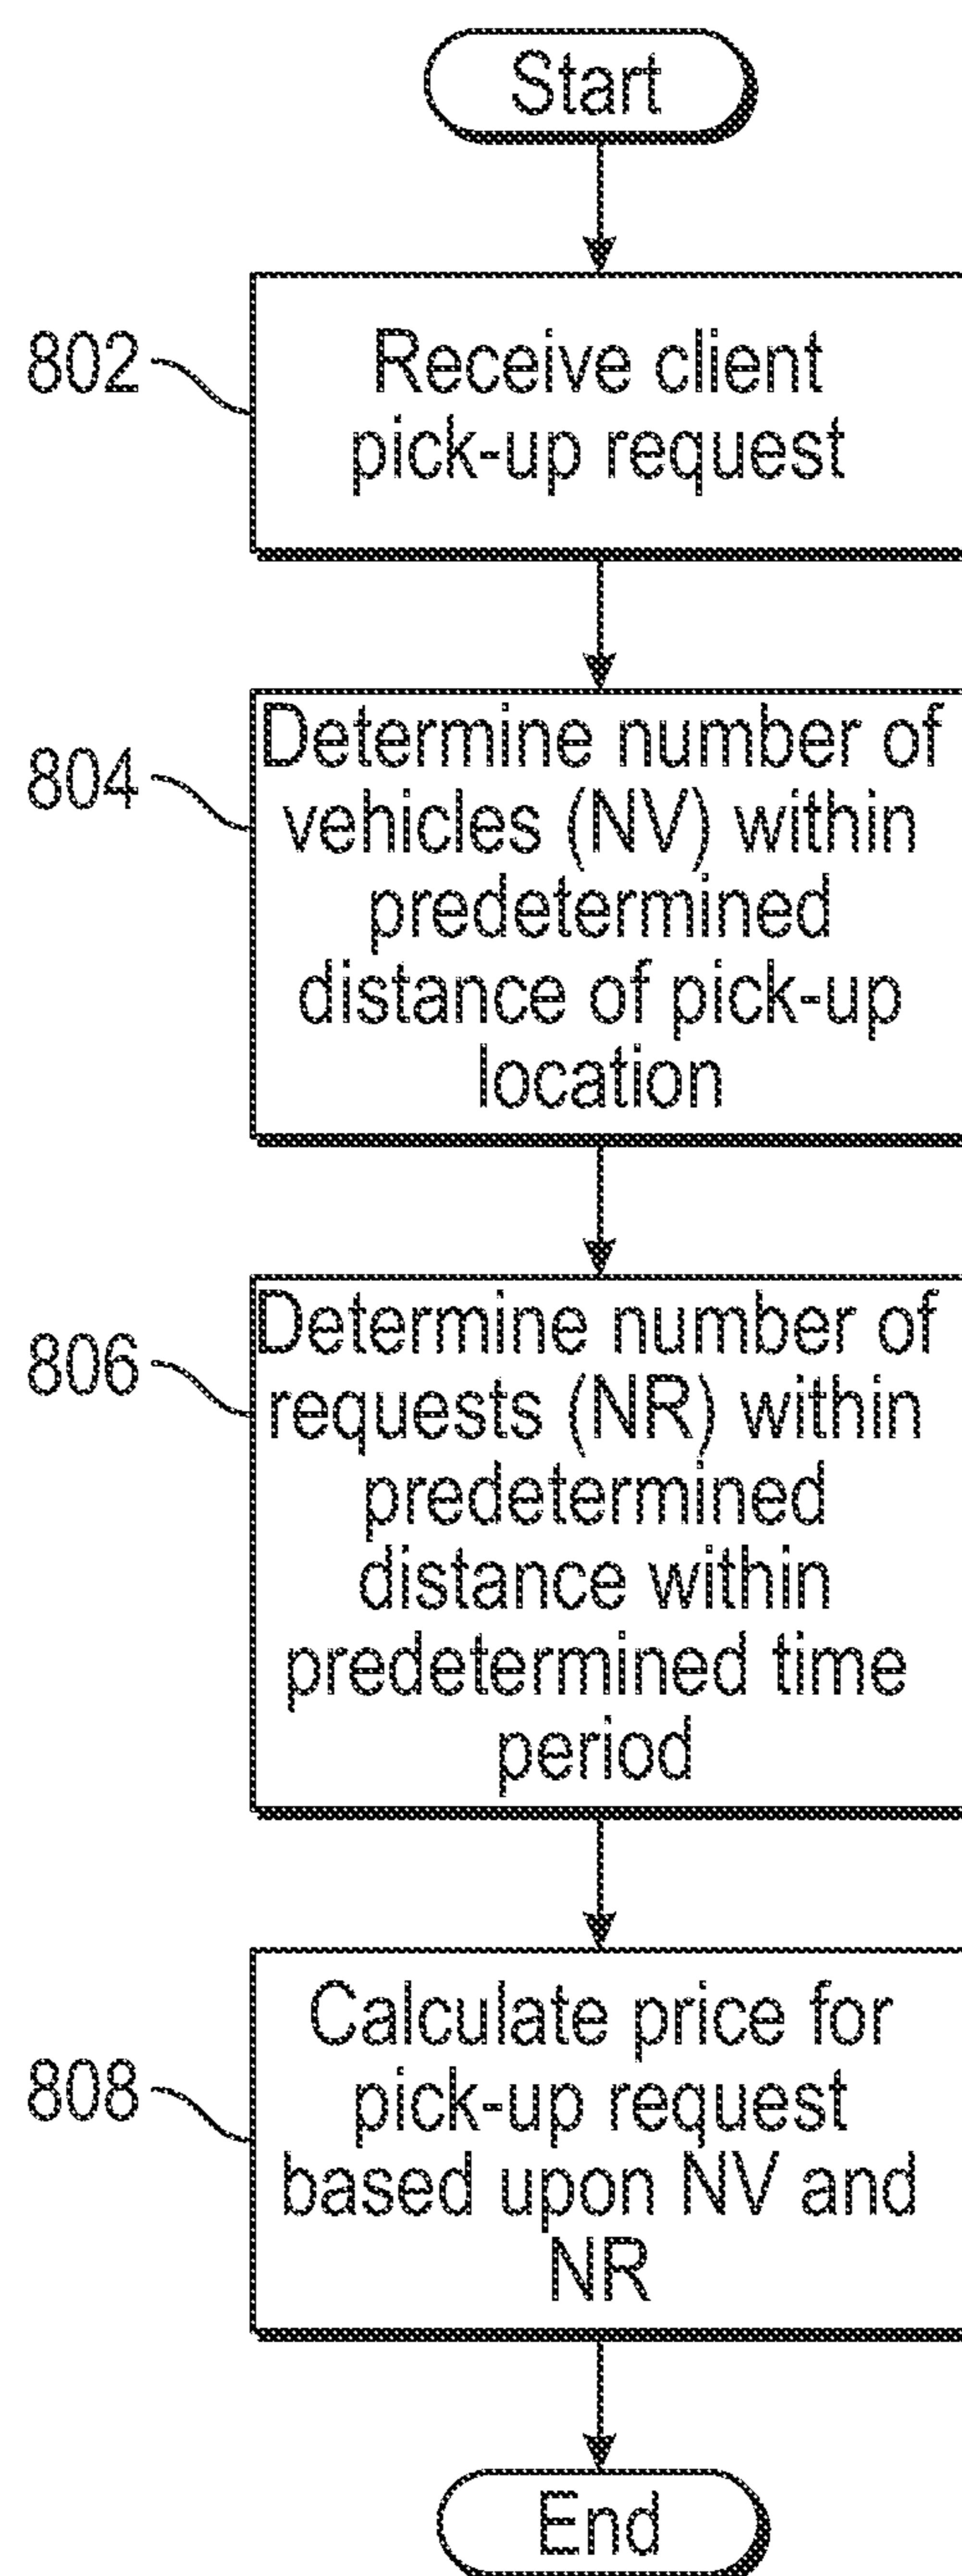 Start
802
Receive client
pick-up request
804
Determine number of
vehicles (NV) within
predetermined
distance of pick-up
location
806
Determine number of
requests (NR) within
predetermined
distance within
predetermined time
period
808
Calculate price for
pick-up request
based upon NV and
NR
End